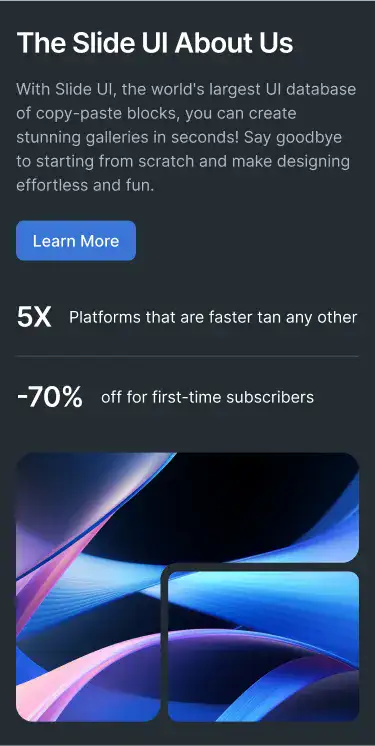 The Slide UI About Us
With Slide UI, the world's largest UI database
of copy-paste blocks, you can create
stunning galleries in seconds! Say goodbye
to starting from scratch and make designing
effortless and fun.
Learn More
5X Platforms that are faster tan any other
-70% off for first-time subscribers